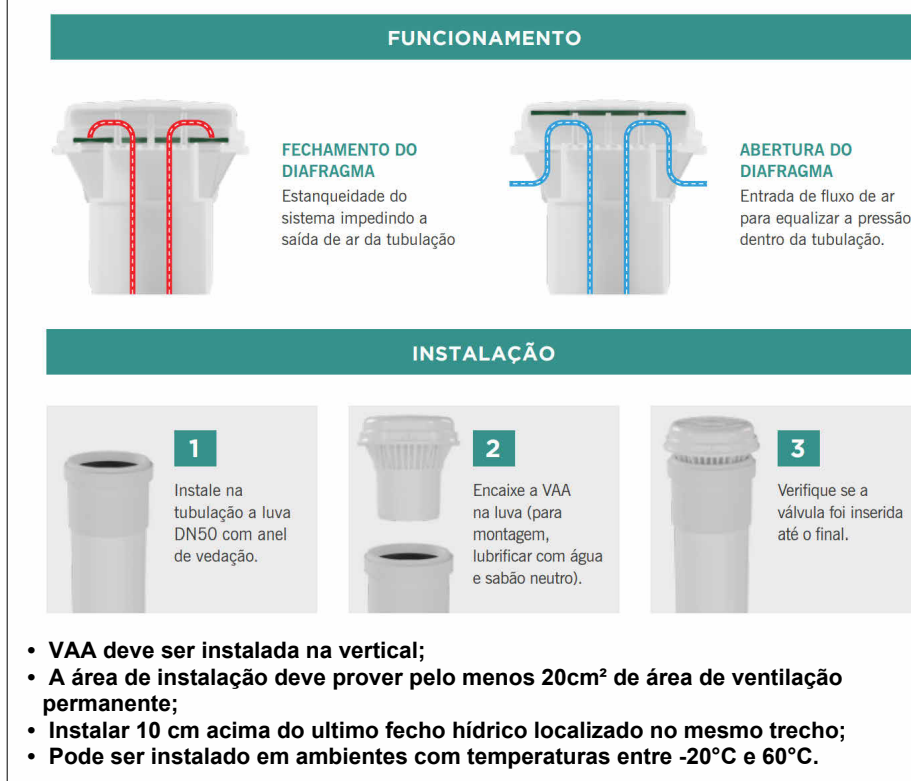 FUNCIONAMENTO
FECHAMENTO DO
DIAFRAGMA
Estanqueidade do
sistema impedindo a
saída de ar da tubulação
ABERTURA DO
DIAFRAGMA
Entrada de fluxo de ar
para equalizar a pressão
dentro da tubulação.
INSTALAÇÃO
1
Instale na
tubulação a luva
DN50 com anel
de vedação.
2
Encaixe a VAA
na luva (para
montagem,
lubrificar com água
e sabão neutro).
3
Verifique se a
válvula foi inserida
até o final.
• VAA deve ser instalada na vertical;
• A área de instalação deve prover pelo menos 20cm² de área de ventilação
permanente;
• Instalar 10 cm acima do ultimo fecho hídrico localizado no mesmo trecho;
• Pode ser instalado em ambientes com temperaturas entre -20°C e 60°C.